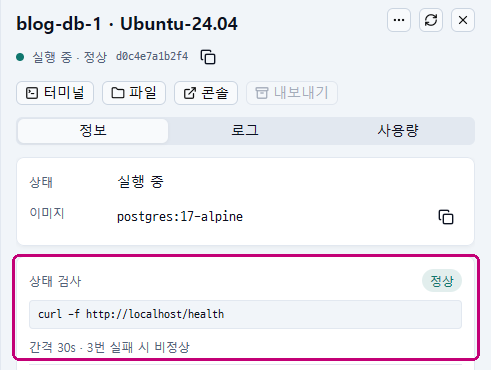 blog-db-1 · Ubuntu-24.04
실행 중 · 정상 d0c4e7a1b2f4
터미널 파일 콘솔 내보내기
정보 로그 사용량
상태 실행 중
이미지 postgres:17-alpine
상태 검사 정상
curl -f http://localhost/health
간격 30s · 3번 실패 시 비정상